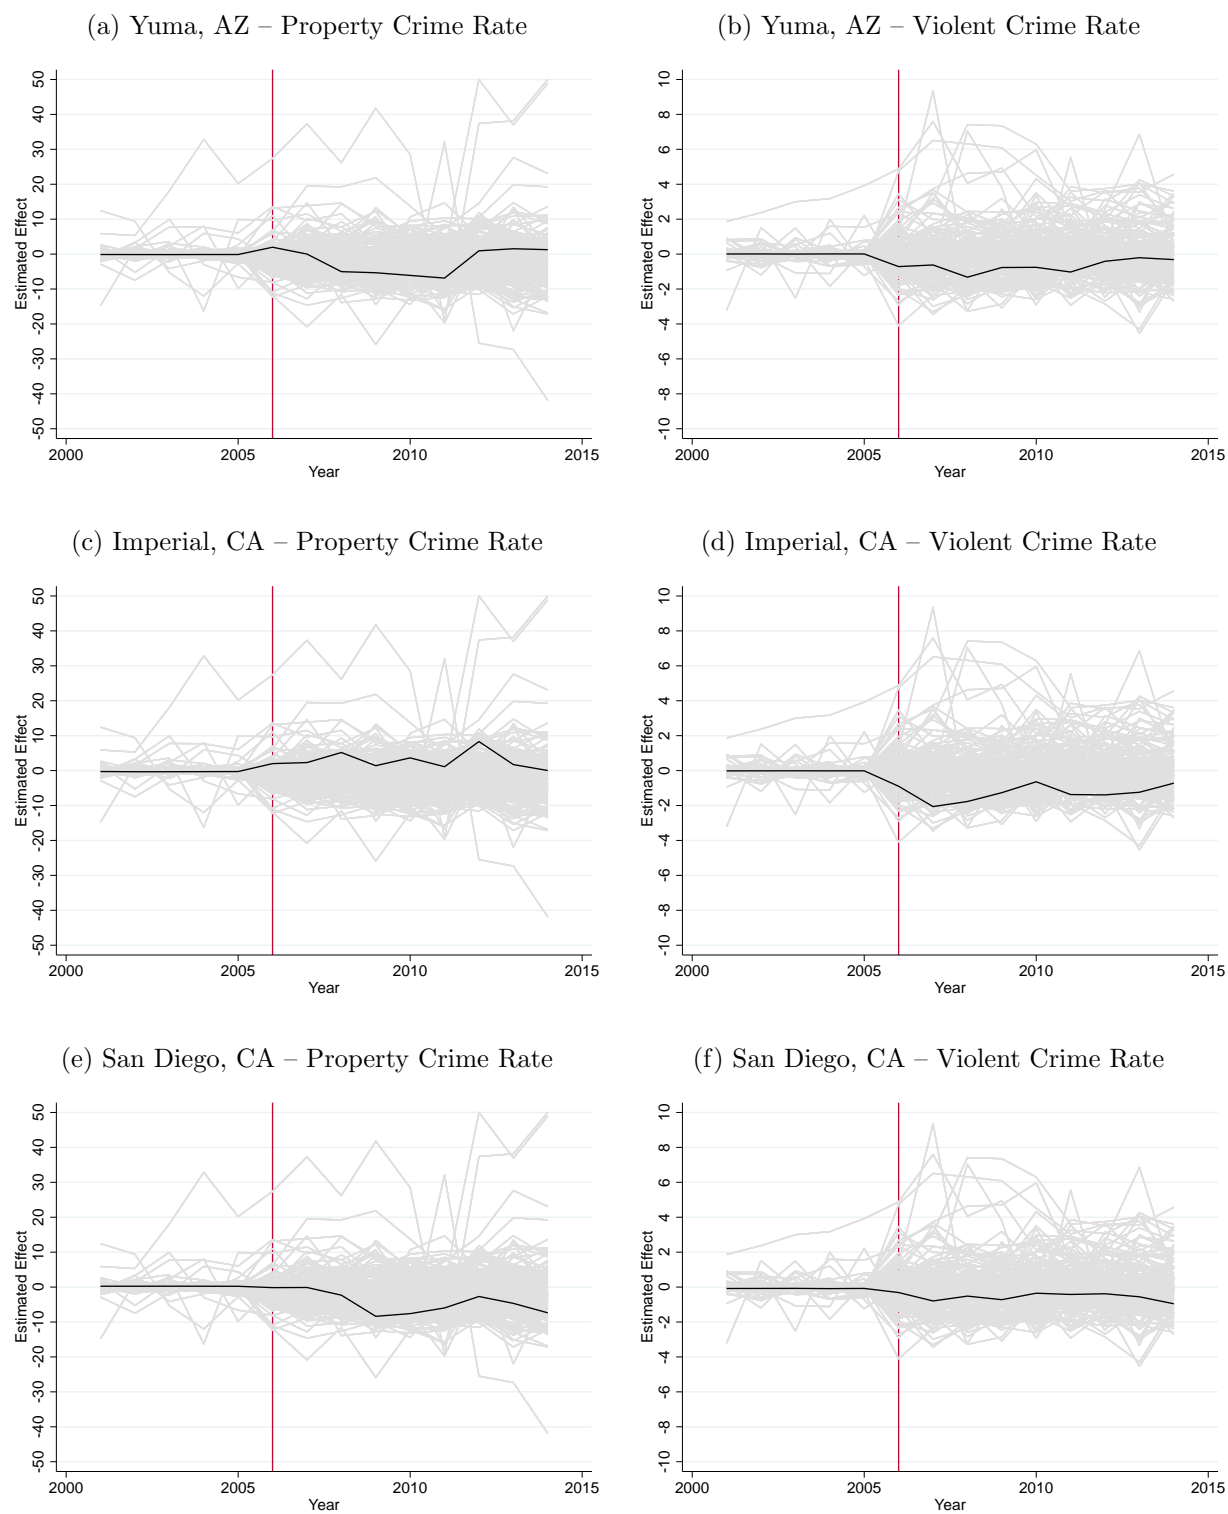 (a) Yuma, AZ – Property Crime Rate
50
40
30
20
10
0
-10
-20
-30
-40
-50
Estimated Effect
2000 2005 2010 2015
Year
(b) Yuma, AZ – Violent Crime Rate
10
8
6
4
2
0
-2
-4
-6
-8
-10
Estimated Effect
2000 2005 2010 2015
Year
(c) Imperial, CA – Property Crime Rate
50
40
30
20
10
0
-10
-20
-30
-40
-50
Estimated Effect
2000 2005 2010 2015
Year
(d) Imperial, CA – Violent Crime Rate
10
8
6
4
2
0
-2
-4
-6
-8
-10
Estimated Effect
2000 2005 2010 2015
Year
(e) San Diego, CA – Property Crime Rate
50
40
30
20
10
0
-10
-20
-30
-40
-50
Estimated Effect
2000 2005 2010 2015
Year
(f) San Diego, CA – Violent Crime Rate
10
8
6
4
2
0
-2
-4
-6
-8
-10
Estimated Effect
2000 2005 2010 2015
Year